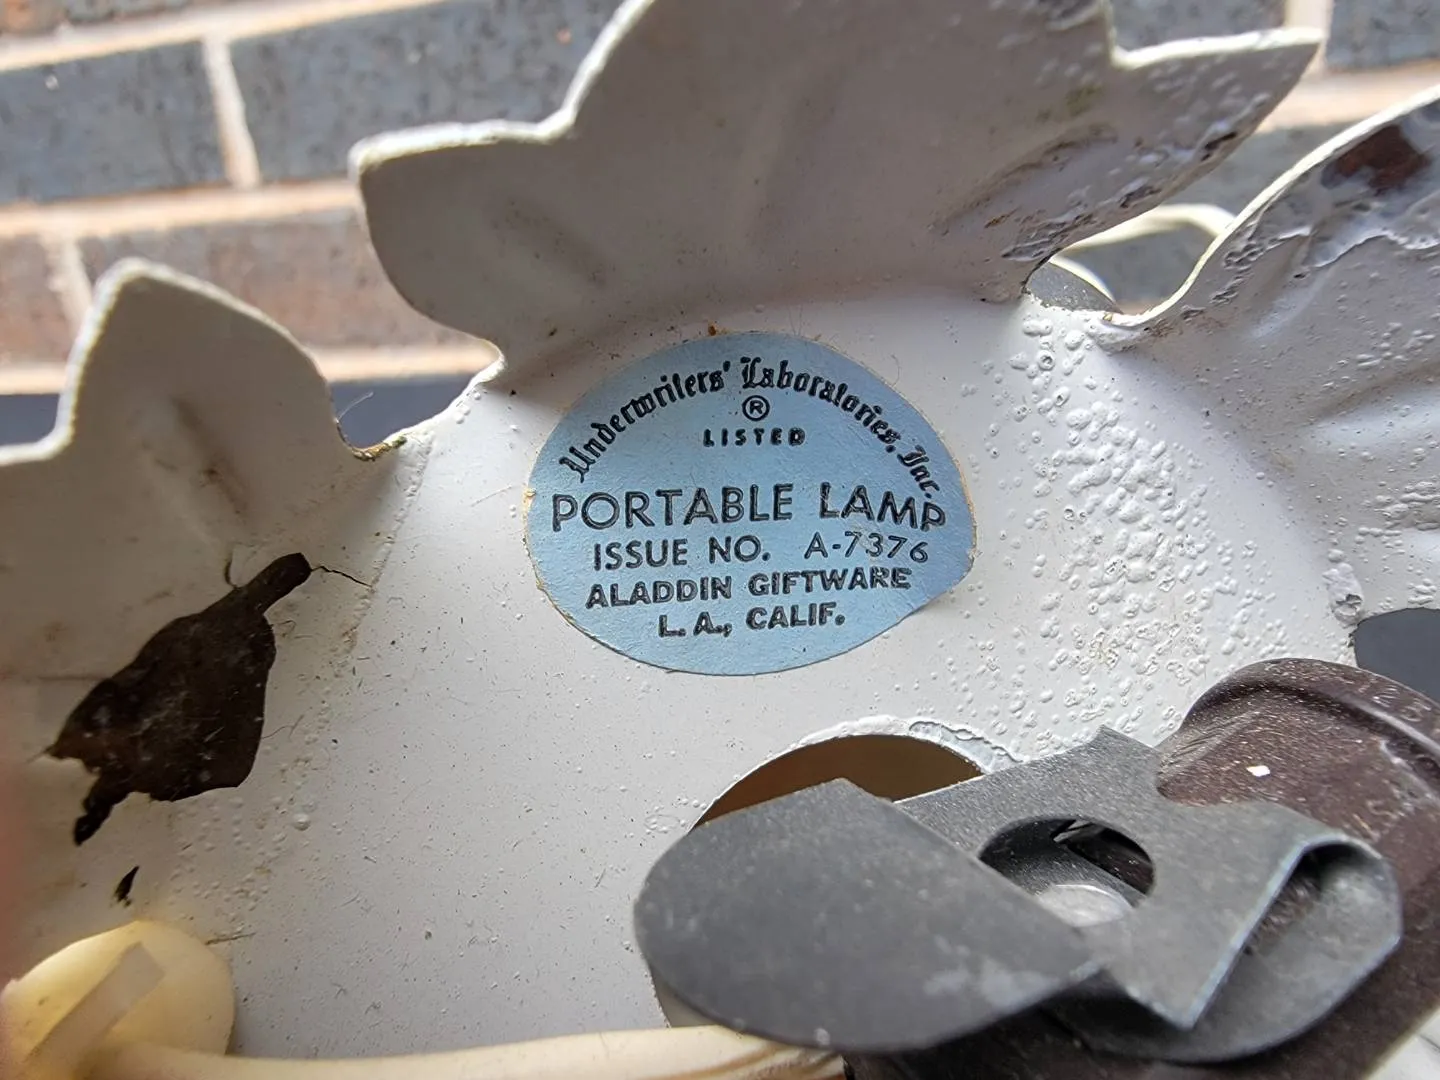 Underwriters' Laboratories, Inc.
®
LISTED
PORTABLE LAMP
ISSUE NO. A-7376
ALADDIN GIFTWARE
L.A., CALIF.